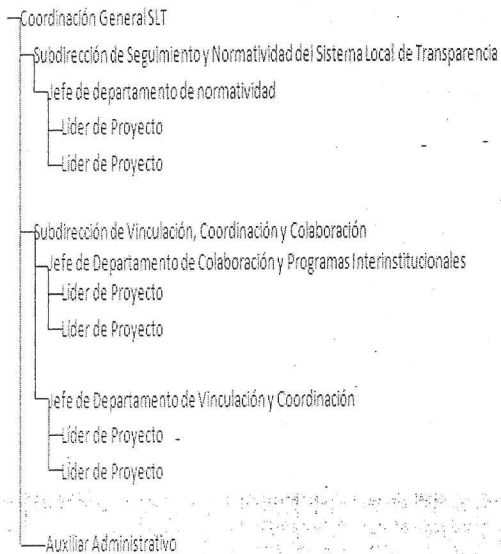 Coordinación General SLT
Subdirección de Seguimiento y Normatividad del Sistema Local de Transparencia
Jefe de departamento de normatividad
Líder de Proyecto
Líder de Proyecto
Subdirección de Vinculación, Coordinación y Colaboración
Jefe de Departamento de Colaboración y Programas Interinstitucionales
Líder de Proyecto
Líder de Proyecto
Jefe de Departamento de Vinculación y Coordinación
Líder de Proyecto
Líder de Proyecto
Auxiliar Administrativo